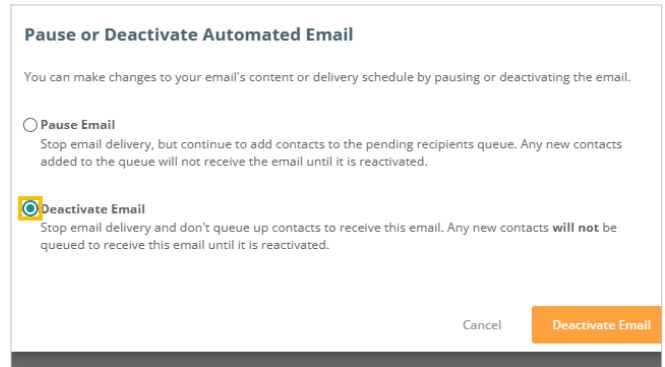 Pause or Deactivate Automated Email
You can make changes to your email's content or delivery schedule by pausing or deactivating the email.
Pause Email
Stop email delivery, but continue to add contacts to the pending recipients queue. Any new contacts
added to the queue will not receive the email until it is reactivated.
Deactivate Email
Stop email delivery and don't queue up contacts to receive this email. Any new contacts will not be
queued to receive this email until it is reactivated.
Cancel Deactivate Email